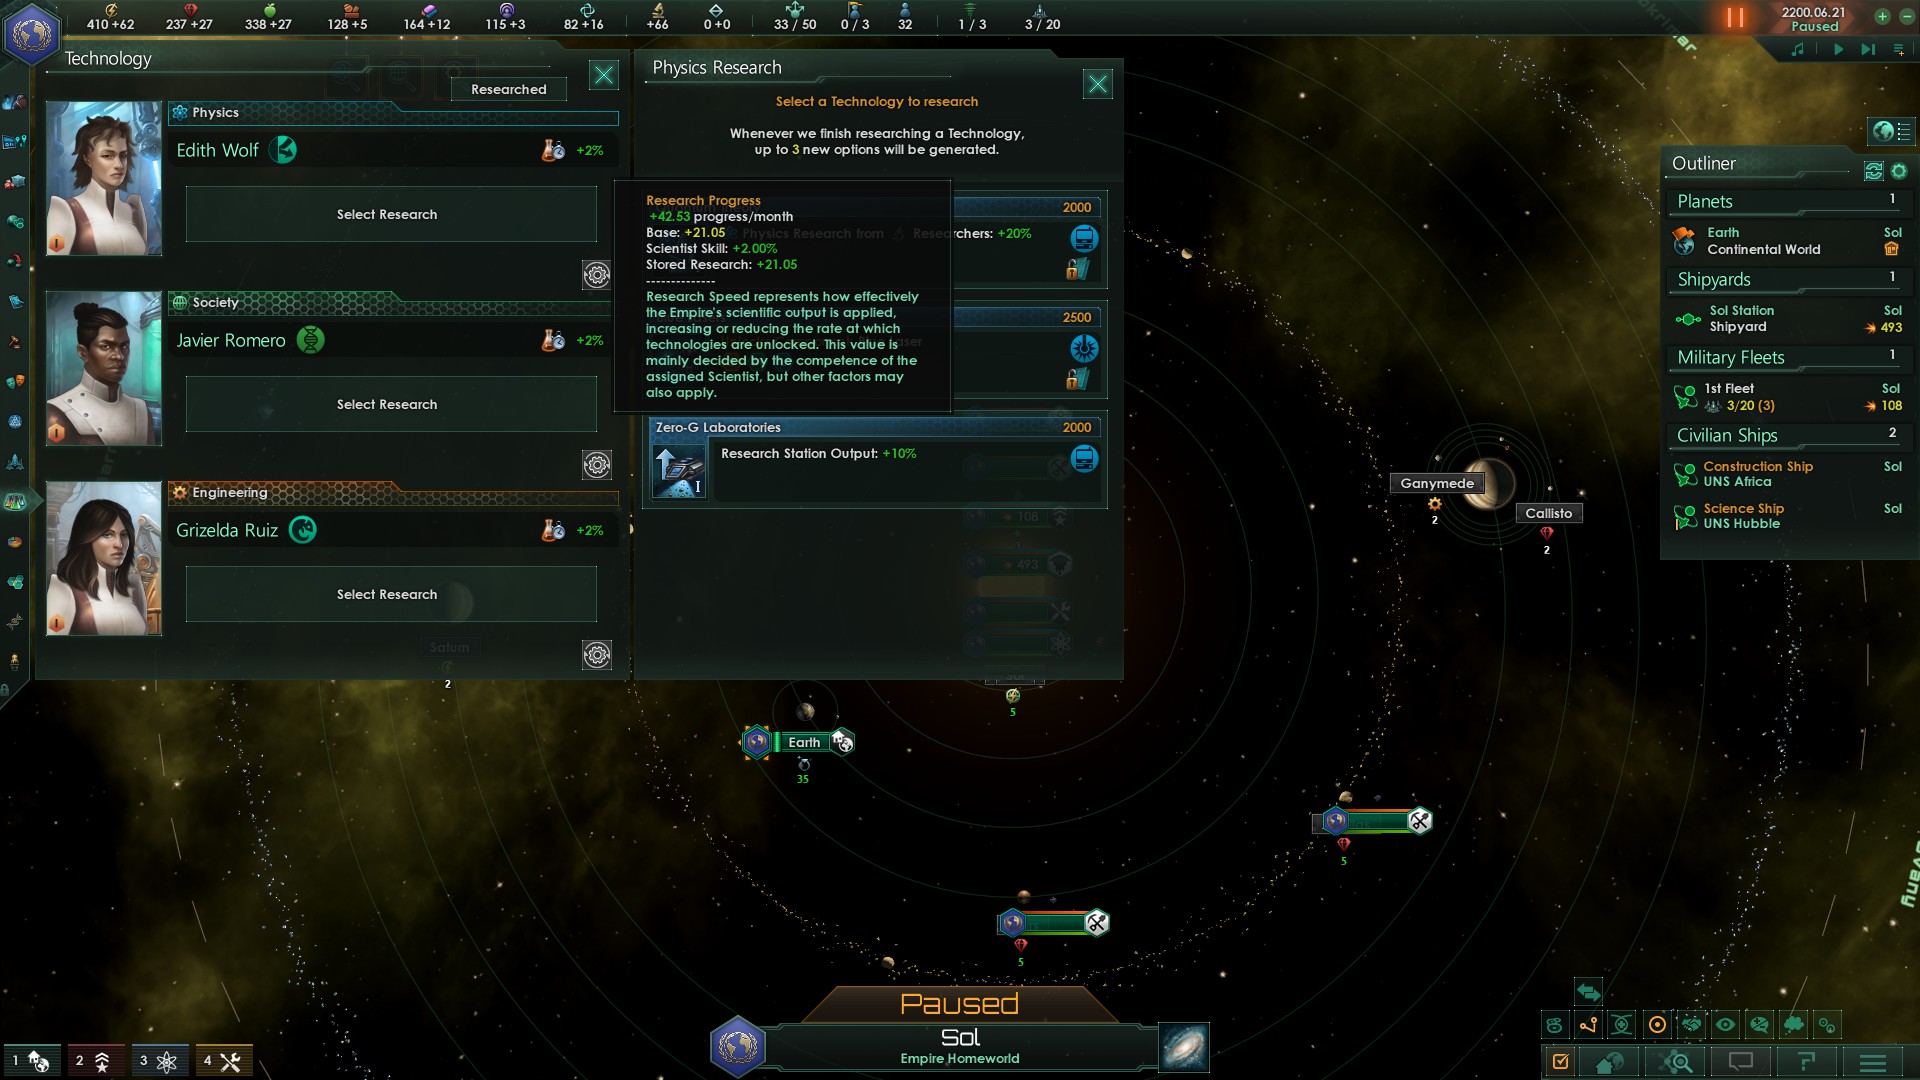 410 +62
237 +27
338 +27
128 +5
164 +12
115 +3
82 +16
+66
0 +0
33 / 50
0 / 3
32
1 / 3
3 / 20
2200.06.21
Paused
Technology
Researched
Physics
Edith Wolf
+2%
Select Research
Society
Javier Romero
+2%
Select Research
Engineering
Grizelda Ruiz
+2%
Select Research
Saturn
2
Physics Research
Select a Technology to research
Whenever we finish researching a Technology,
up to 3 new options will be generated.
2000
Physics Research from Researchers: +20%
2500
Zero-G Laboratories
2000
Research Station Output: +10%
I
Research Progress
+42.53 progress/month
Base: +21.05
Scientist Skill: +2.00%
Stored Research: +21.05
--------------
Research Speed represents how effectively
the Empire's scientific output is applied,
increasing or reducing the rate at which
technologies are unlocked. This value is
mainly decided by the competence of the
assigned Scientist, but other factors may
also apply.
108
493
Sol
5
Earth
35
5
5
Ganymede
2
Callisto
2
Outliner
Planets
1
Earth
Sol
Continental World
Shipyards
1
Sol Station
Sol
Shipyard
493
Military Fleets
1
1st Fleet
Sol
3/20 (3)
108
Civilian Ships
2
Construction Ship
Sol
UNS Africa
Science Ship
Sol
UNS Hubble
Paused
Sol
Empire Homeworld
1
2
3
4